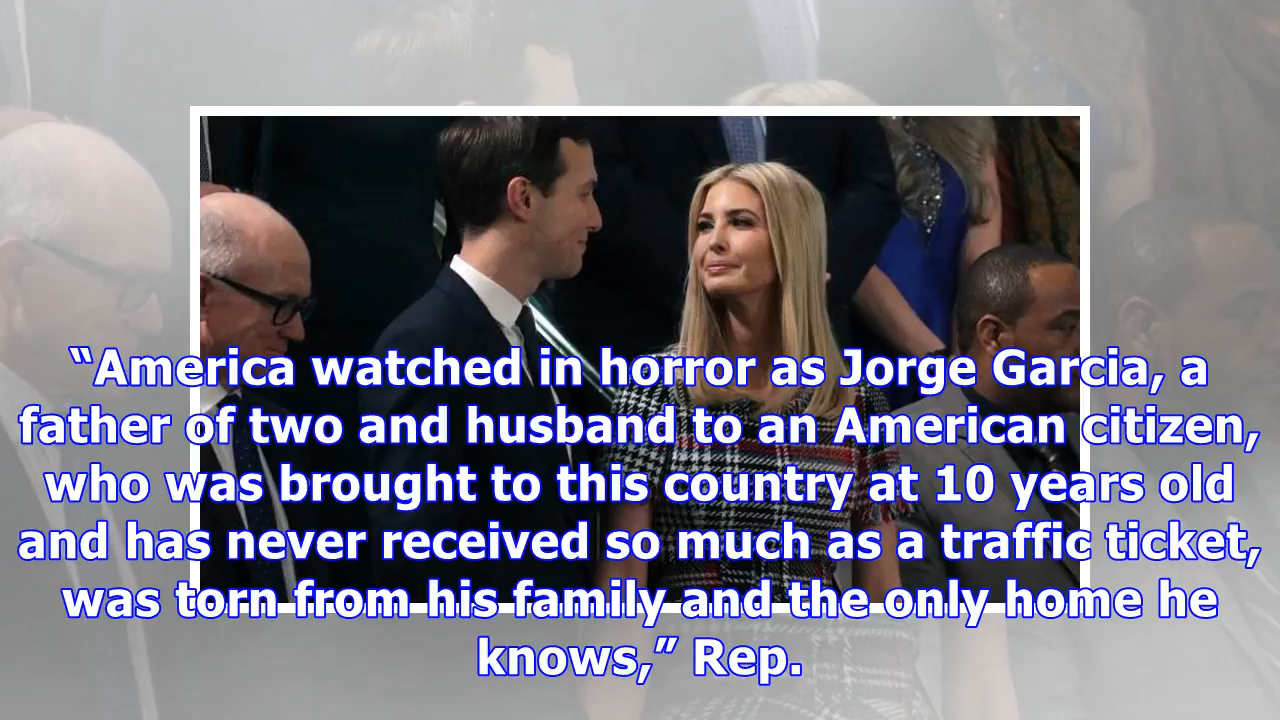 “America watched in horror as Jorge Garcia, a
father of two and husband to an American citizen,
who was brought to this country at 10 years old
and has never received so much as a traffic ticket,
was torn from his family and the only home he
knows,” Rep.